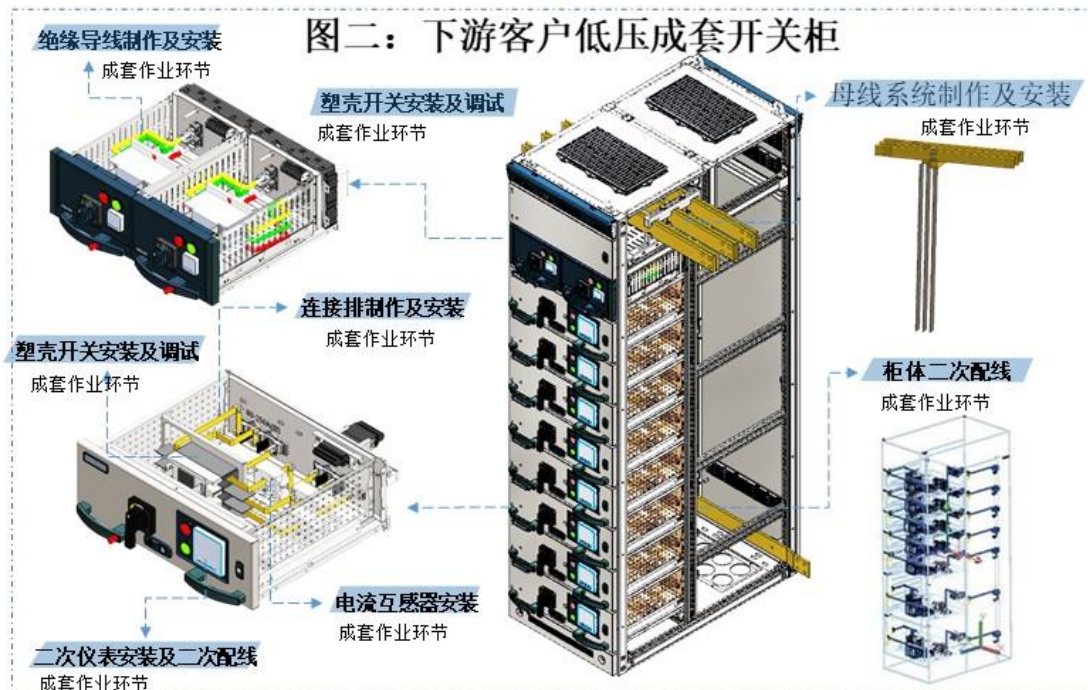 图二：下游客户低压成套开关柜
绝缘导线制作及安装
成套作业环节
塑壳开关安装及调试
成套作业环节
母线系统制作及安装
成套作业环节
连接排制作及安装
成套作业环节
塑壳开关安装及调试
成套作业环节
柜体二次配线
成套作业环节
电流互感器安装
成套作业环节
二次仪表安装及二次配线
成套作业环节